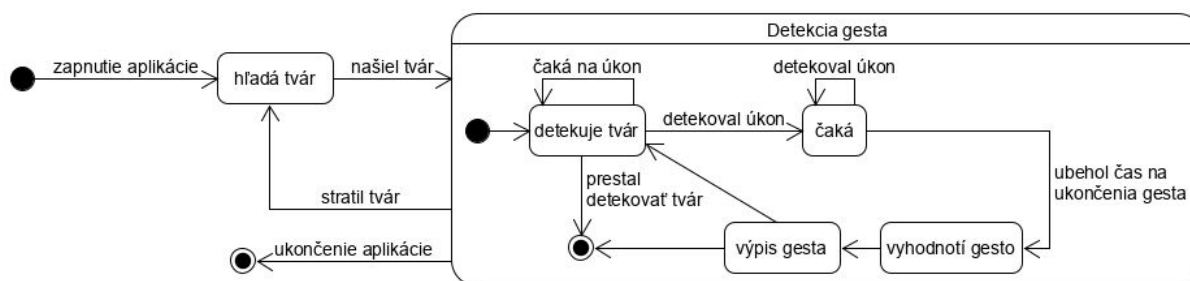 Detekcia gesta
zapnutie aplikácie
hľadá tvár
našiel tvár
čaká na úkon
detekoval úkon
detekuje tvár
detekoval úkon
čaká
prestal
detekovať tvár
ubehol čas na
ukončenia gesta
stratil tvár
ukončenie aplikácie
výpis gesta
vyhodnotí gesto